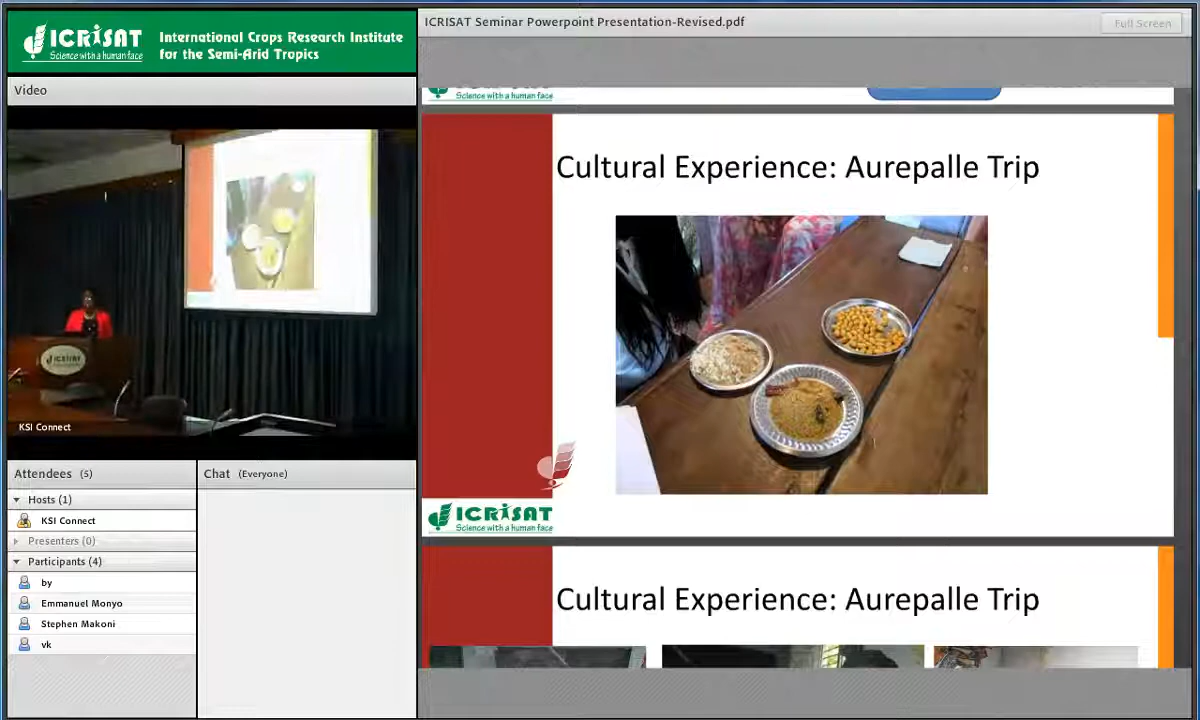 ICRISAT
Science with a human face
International Crops Research Institute
for the Semi-Arid Tropics
Video
ICRISAT
KSI Connect
Attendees (5)
Hosts (1)
KSI Connect
Presenters (0)
Participants (4)
by
Emmanuel Monyo
Stephen Makoni
vk
Chat (Everyone)
ICRISAT Seminar Powerpoint Presentation-Revised.pdf
Full Screen
Science with a human face
Cultural Experience: Aurepalle Trip
ICRISAT
Science with a human face
Cultural Experience: Aurepalle Trip